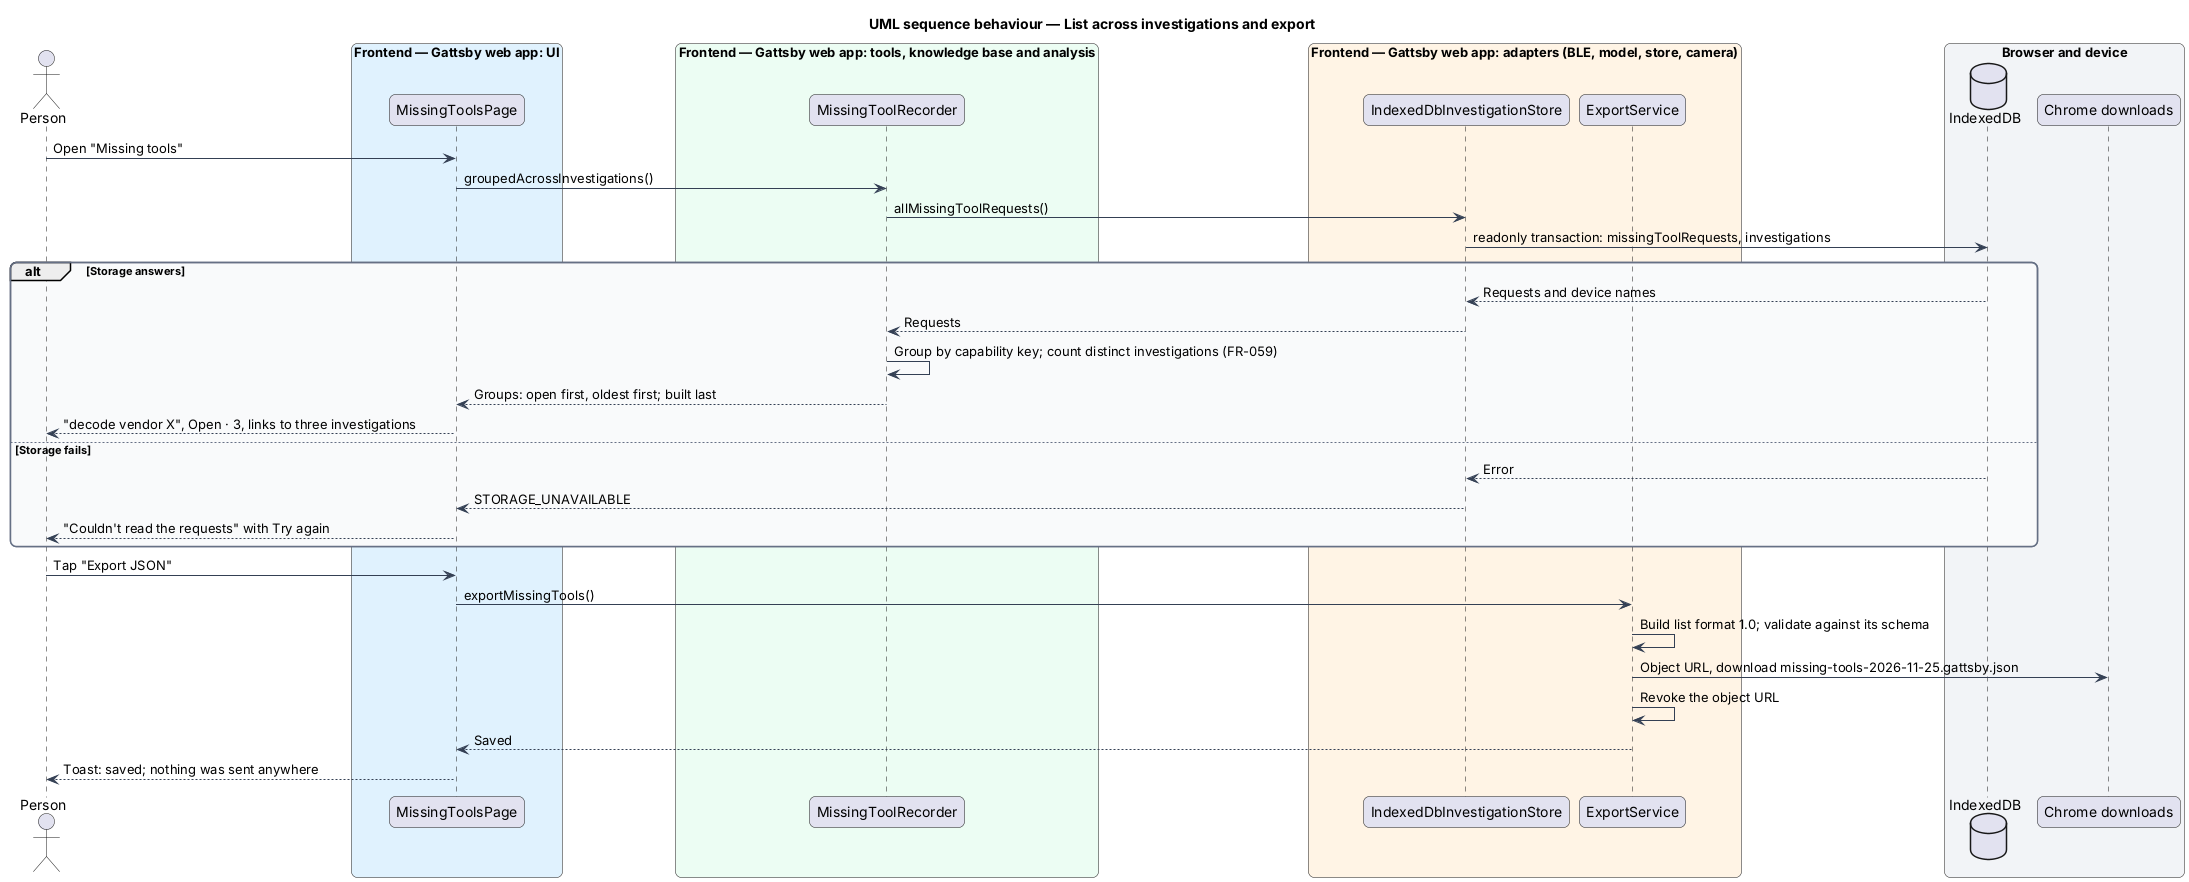 UML sequence behaviour — List across investigations and export
Frontend — Gattsby web app: UI
Frontend — Gattsby web app: tools, knowledge base and analysis
Frontend — Gattsby web app: adapters (BLE, model, store, camera)
Browser and device
Person
MissingToolsPage
MissingToolRecorder
IndexedDbInvestigationStore
ExportService
IndexedDB
Chrome downloads
Open "Missing tools"
groupedAcrossInvestigations()
allMissingToolRequests()
readonly transaction: missingToolRequests, investigations
alt
[Storage answers]
Requests and device names
Requests
Group by capability key; count distinct investigations (FR-059)
Groups: open first, oldest first; built last
"decode vendor X", Open · 3, links to three investigations
[Storage fails]
Error
STORAGE_UNAVAILABLE
"Couldn't read the requests" with Try again
Tap "Export JSON"
exportMissingTools()
Build list format 1.0; validate against its schema
Object URL, download missing-tools-2026-11-25.gattsby.json
Revoke the object URL
Saved
Toast: saved; nothing was sent anywhere
Person
MissingToolsPage
MissingToolRecorder
IndexedDbInvestigationStore
ExportService
IndexedDB
Chrome downloads